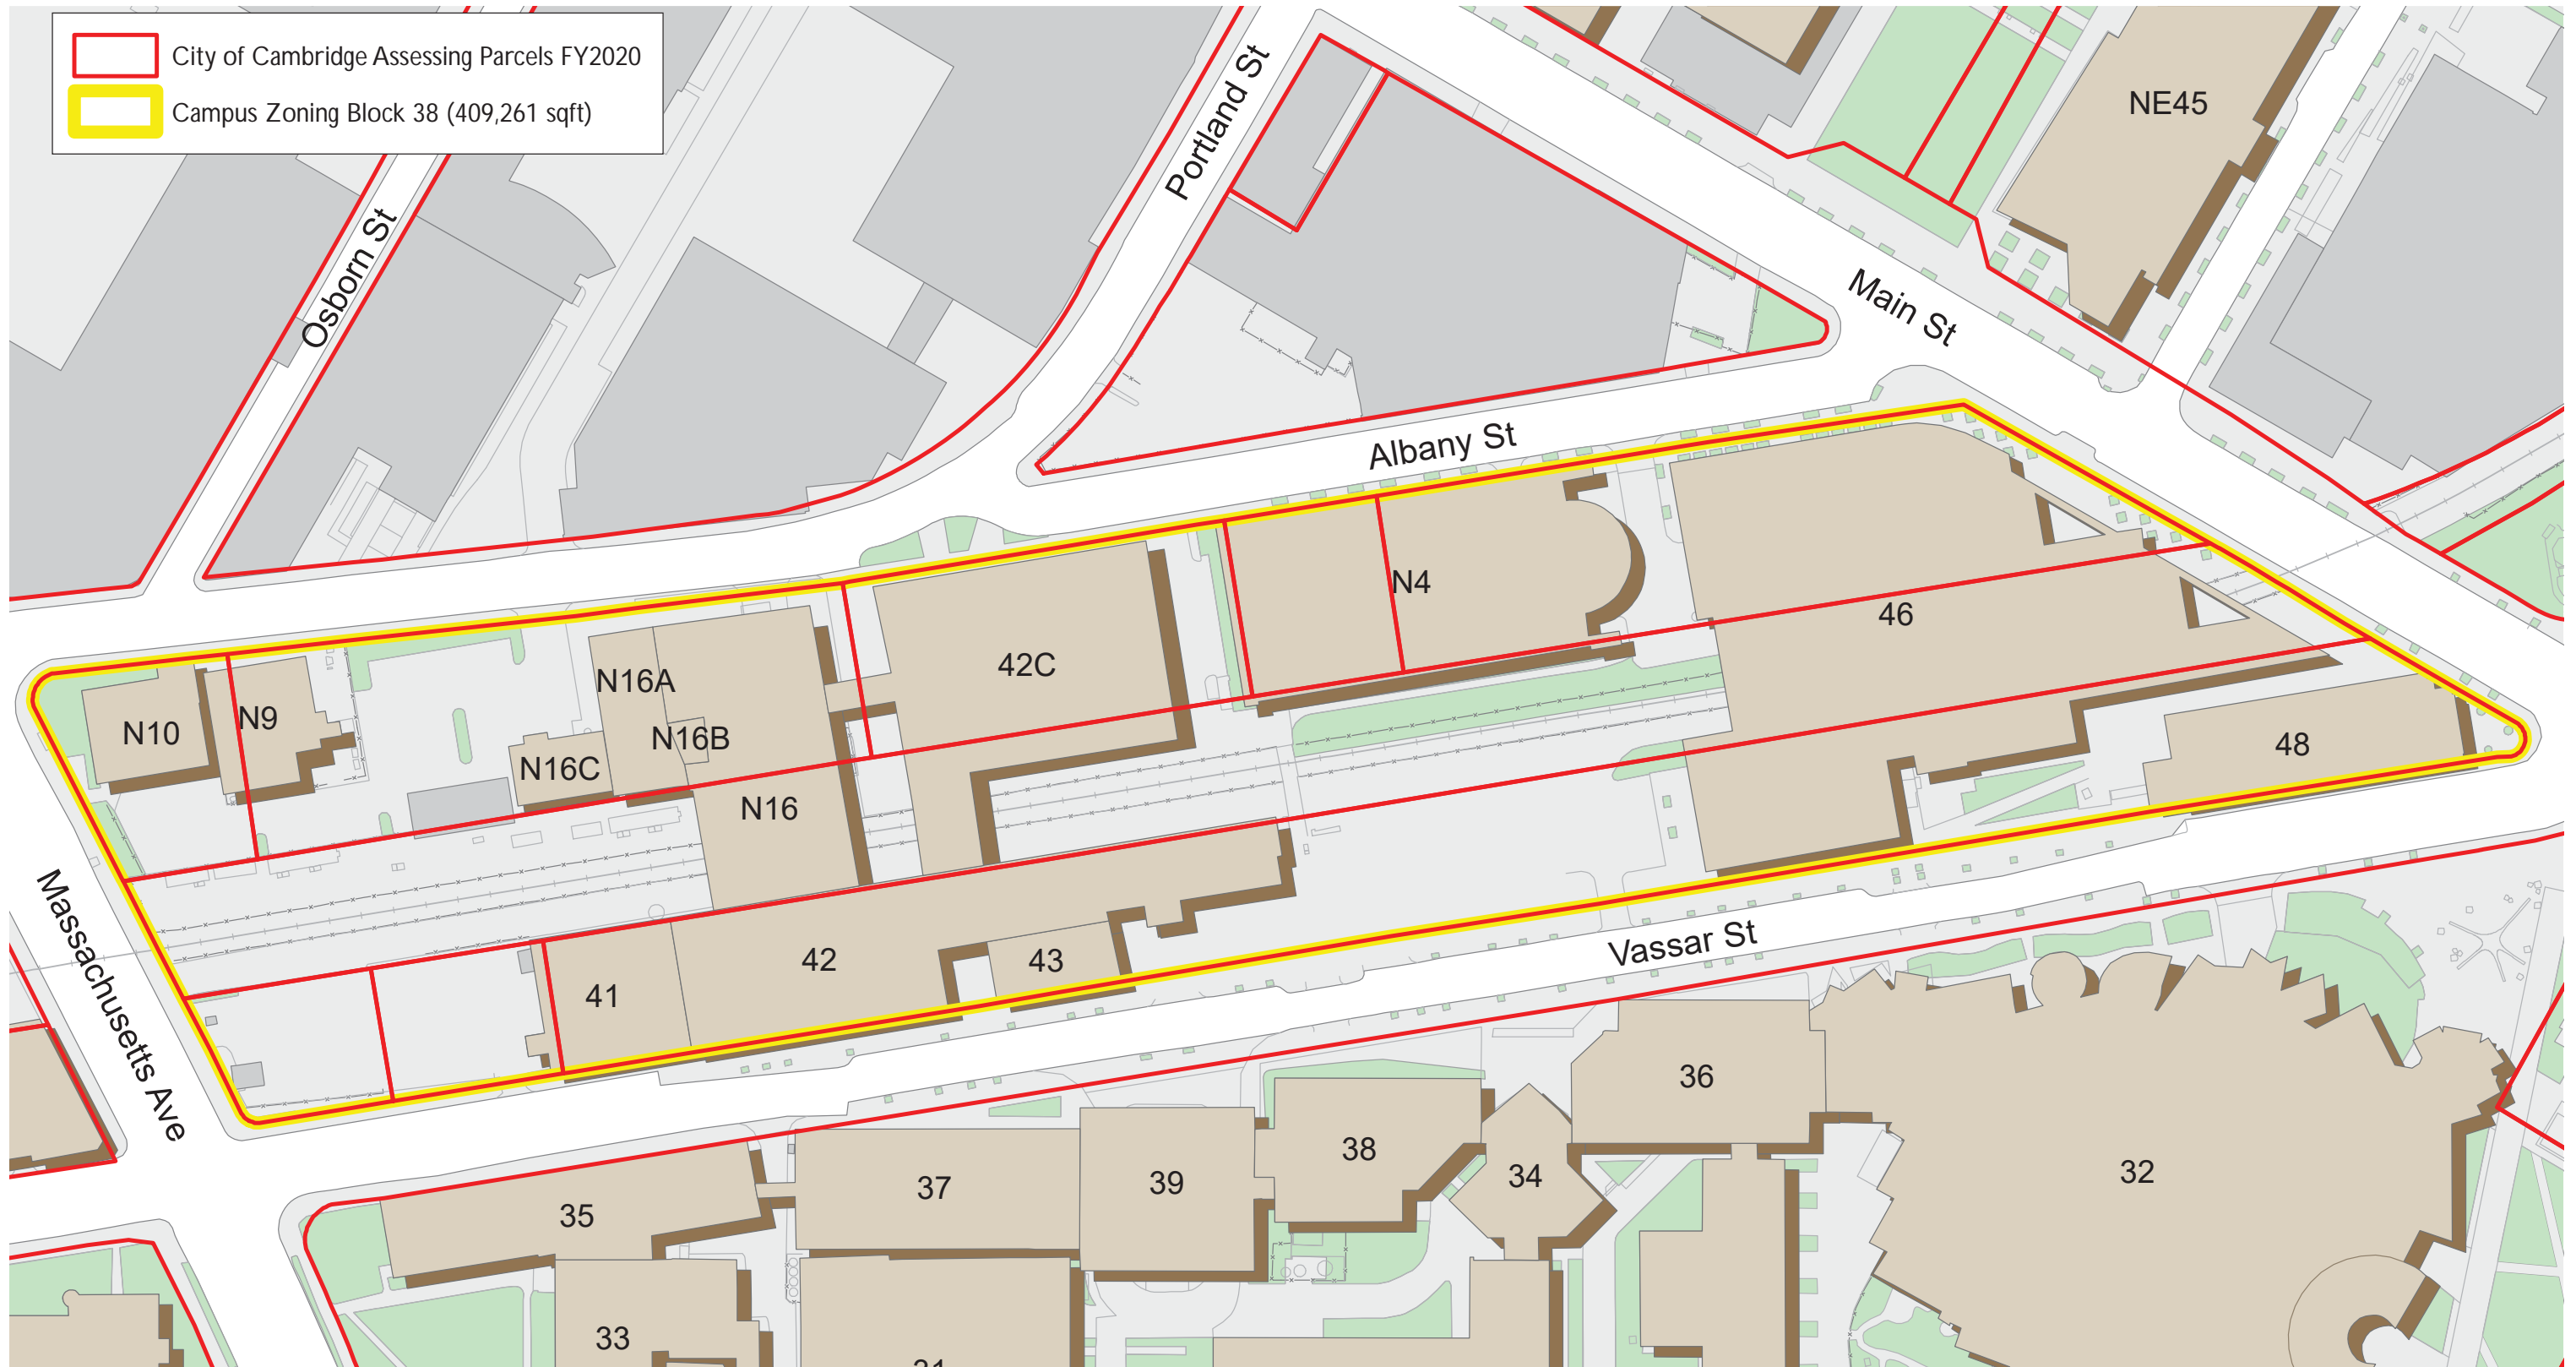 City of Cambridge Assessing Parcels FY2020
Campus Zoning Block 38 (409,261 sqft)
NE45
Portland St
Osborn St
Main St
Albany St
N4
46
42C
N16A
N9
N10
N16B
48
N16C
N16
Massachusetts Ave
42
43
41
Vassar St
36
38
32
34
39
37
35
33